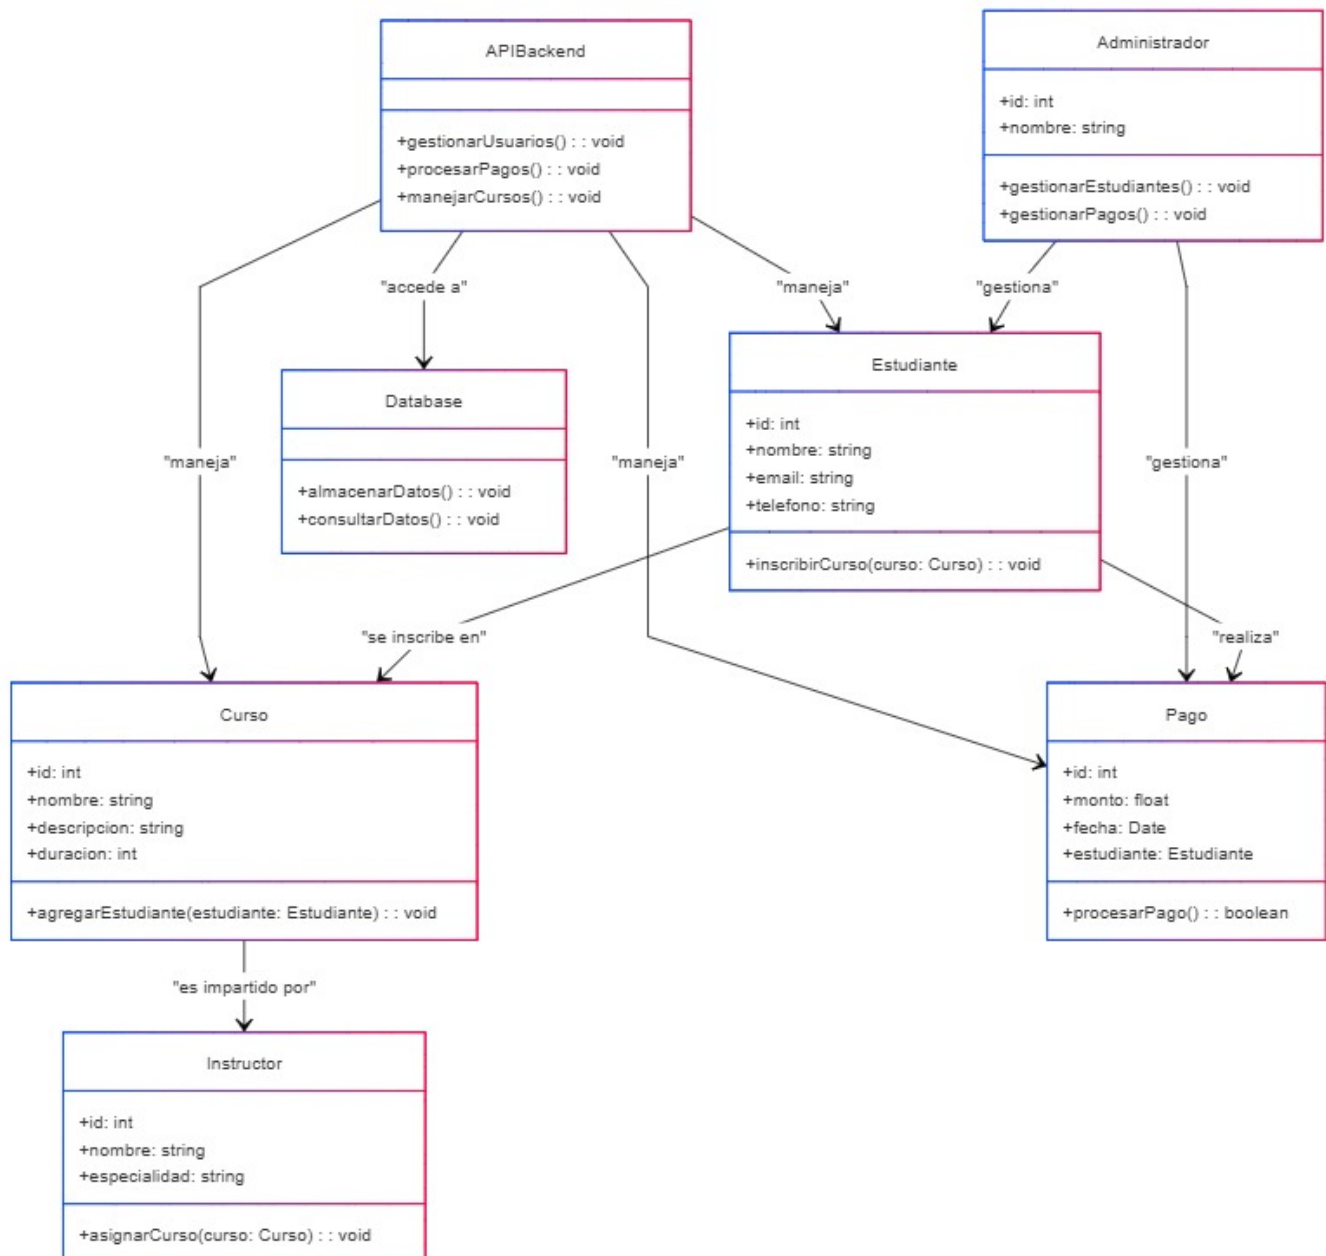 APIBackend
+gestionarUsuarios() : : void
+procesarPagos() : : void
+manejarCursos() : : void
Administrador
+id: int
+nombre: string
+gestionarEstudiantes() : : void
+gestionarPagos() : : void
"accede a"
"maneja"
"gestiona"
Database
+almacenarDatos() : : void
+consultarDatos() : : void
Estudiante
+id: int
+nombre: string
+email: string
+telefono: string
+inscribirCurso(curso: Curso) : : void
"maneja"
"maneja"
"gestiona"
"se inscribe en"
"realiza"
Curso
+id: int
+nombre: string
+descripcion: string
+duracion: int
+agregarEstudiante(estudiante: Estudiante) : : void
Pago
+id: int
+monto: float
+fecha: Date
+estudiante: Estudiante
+procesarPago() : : boolean
"es impartido por"
Instructor
+id: int
+nombre: string
+especialidad: string
+asignarCurso(curso: Curso) : : void